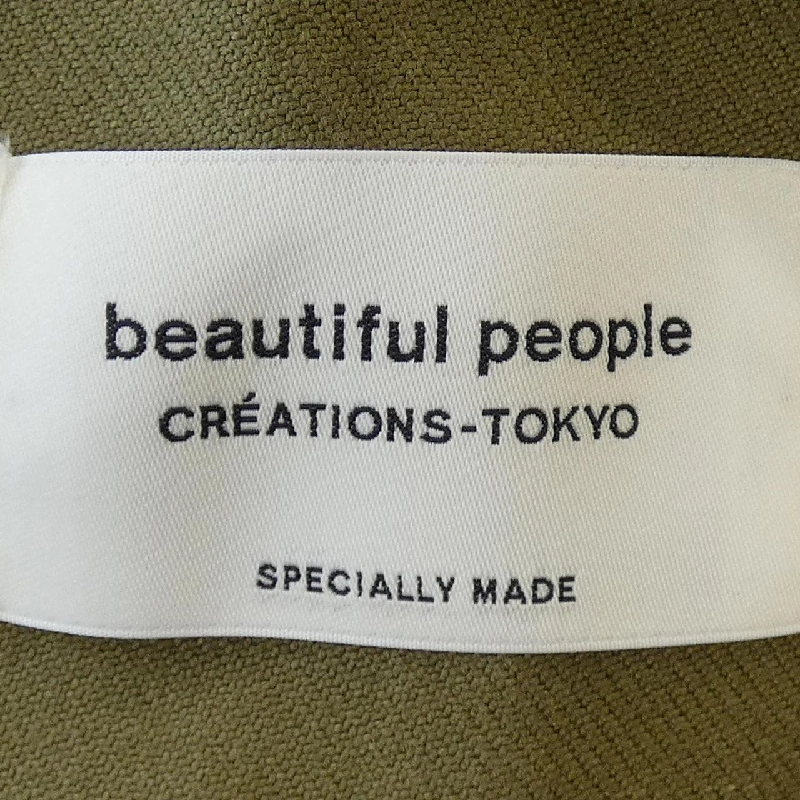 beautiful people
CRÉATIONS-TOKYO
SPECIALLY MADE